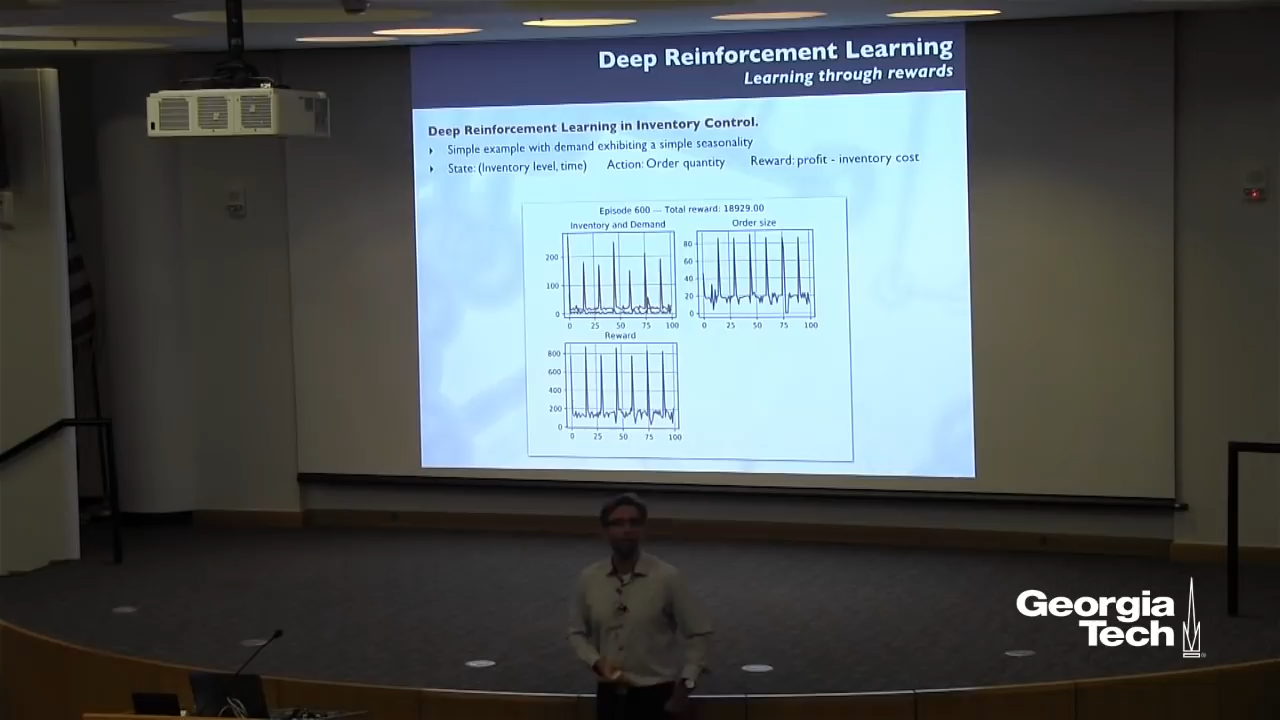 Deep Reinforcement Learning
Learning through rewards
Deep Reinforcement Learning in Inventory Control.
Simple example with demand exhibiting a simple seasonality
State: (Inventory level, time) Action: Order quantity Reward: profit - inventory cost
Episode 600 — Total reward: 18929.00
Inventory and Demand
Order size
200
100
0
0 25 50 75 100
80
60
40
20
0
0 25 50 75 100
Reward
800
600
400
200
0
0 25 50 75 100
Georgia
Tech